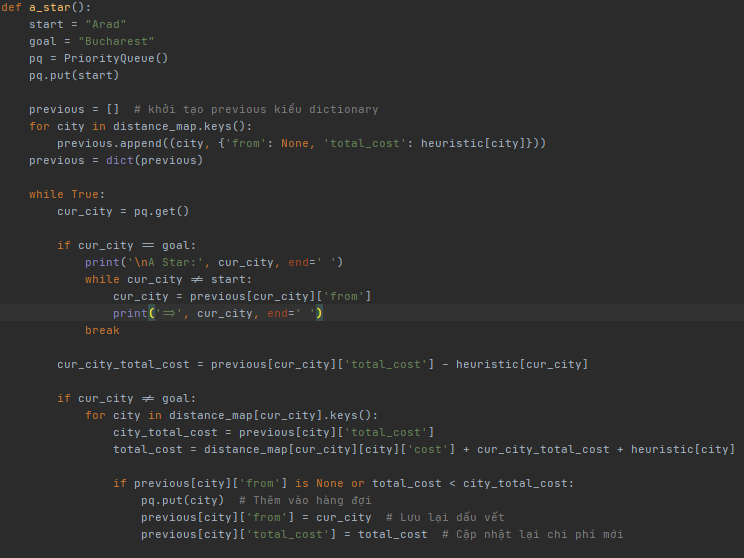 def a_star():
    start = "Arad"
    goal = "Bucharest"
    pq = PriorityQueue()
    pq.put(start)

    previous = []  # khởi tạo previous kiểu dictionary
    for city in distance_map.keys():
        previous.append((city, {'from': None, 'total_cost': heuristic[city]}))
    previous = dict(previous)

    while True:
        cur_city = pq.get()

        if cur_city == goal:
            print('\nA Star:', cur_city, end=' ')
            while cur_city != start:
                cur_city = previous[cur_city]['from']
                print('=>', cur_city, end=' ')
            break

        cur_city_total_cost = previous[cur_city]['total_cost'] - heuristic[cur_city]

        if cur_city != goal:
            for city in distance_map[cur_city].keys():
                city_total_cost = previous[city]['total_cost']
                total_cost = distance_map[cur_city][city]['cost'] + cur_city_total_cost + heuristic[city]

                if previous[city]['from'] is None or total_cost < city_total_cost:
                    pq.put(city)  # Thêm vào hàng đợi
                    previous[city]['from'] = cur_city  # Lưu lại dấu vết
                    previous[city]['total_cost'] = total_cost  # Cập nhật lại chi phí mới